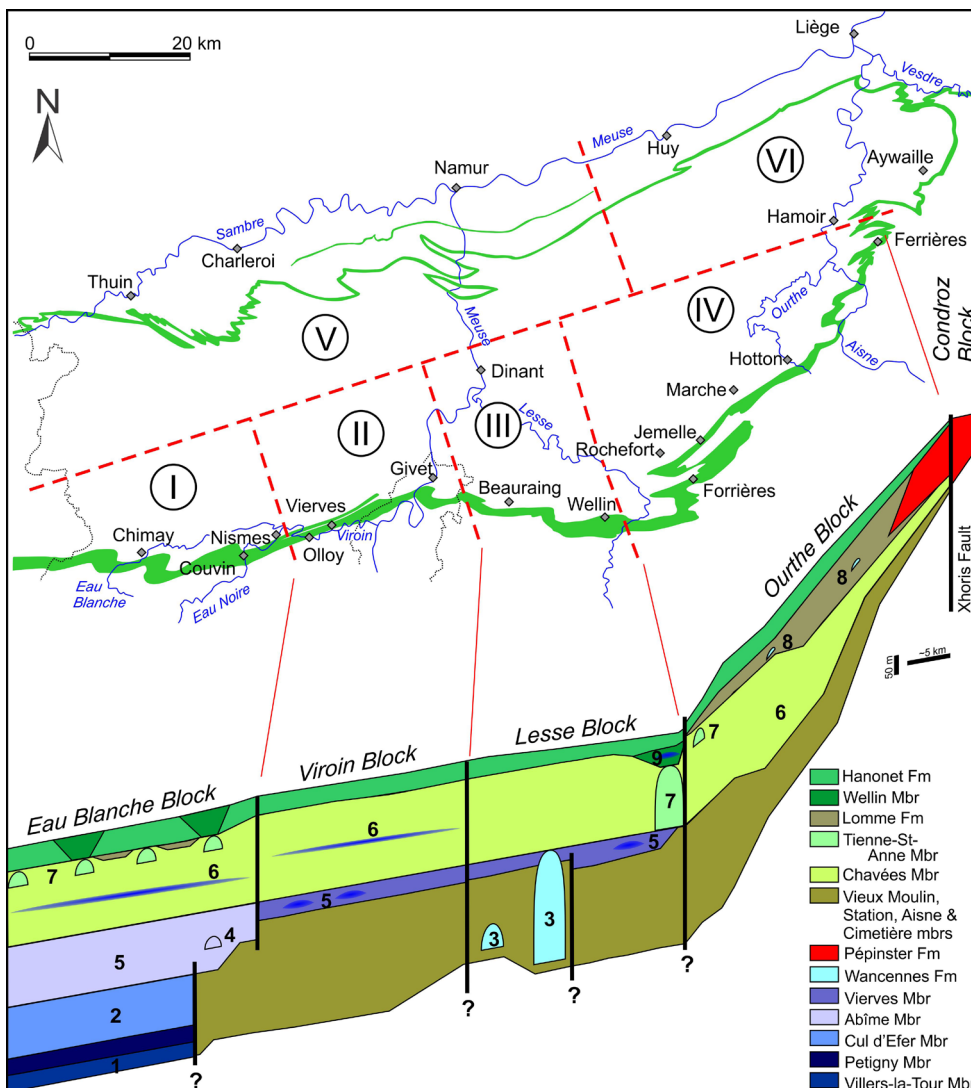 0 20 km
N
Liège
Vesdre
Meuse
Huy
VI
Aywaille
Namur
Sambre
Hamoir
Ferrières
Charleroi
Thuin
IV
Ourthe
V
Meuse
Aisne
Condroz
Block
Dinant
Hotton
Marche
II
III
Lesse
Jemelle
Rochefort
I
Givet
Beauraing
Forrières
Vierves
Wellin
Chimay
Nismes
Viroin
Olloy
Couvin
Eau
Blanche
Eau Noire
Ourthe Block
Xhoris Fault
8
8
50 m
~5 km
6
Lesse Block
Viroin Block
7
9
Eau Blanche Block
7
6
5
7
6
5
3
4
3
5
2
?
?
?
1
?
Hanonet Fm
Wellin Mbr
Lomme Fm
Tienne-St-
Anne Mbr
Chavées Mbr
Vieux Moulin,
Station, Aisne &
Cimetière mbrs
Pépinster Fm
Wancennes Fm
Vierves Mbr
Abîme Mbr
Cul d'Efer Mbr
Petigny Mbr
Villers-la-Tour Mb